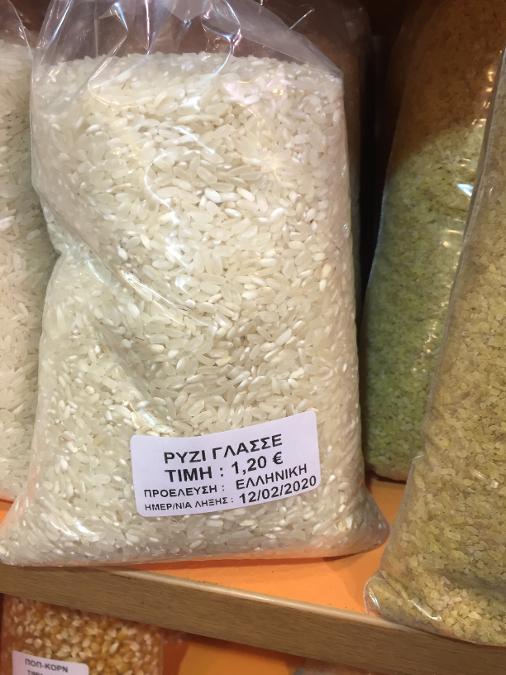 ΡΥΖΙ ΓΛΑΣΣΕ
ΤΙΜΗ : 1,20 €
ΠΡΟΕΛΕΥΣΗ : ΕΛΛΗΝΙΚΗ
ΗΜΕΡ/ΝΙΑ ΛΗΞΗΣ : 12/02/2020
ΠΟΠ-ΚΟΡΝ